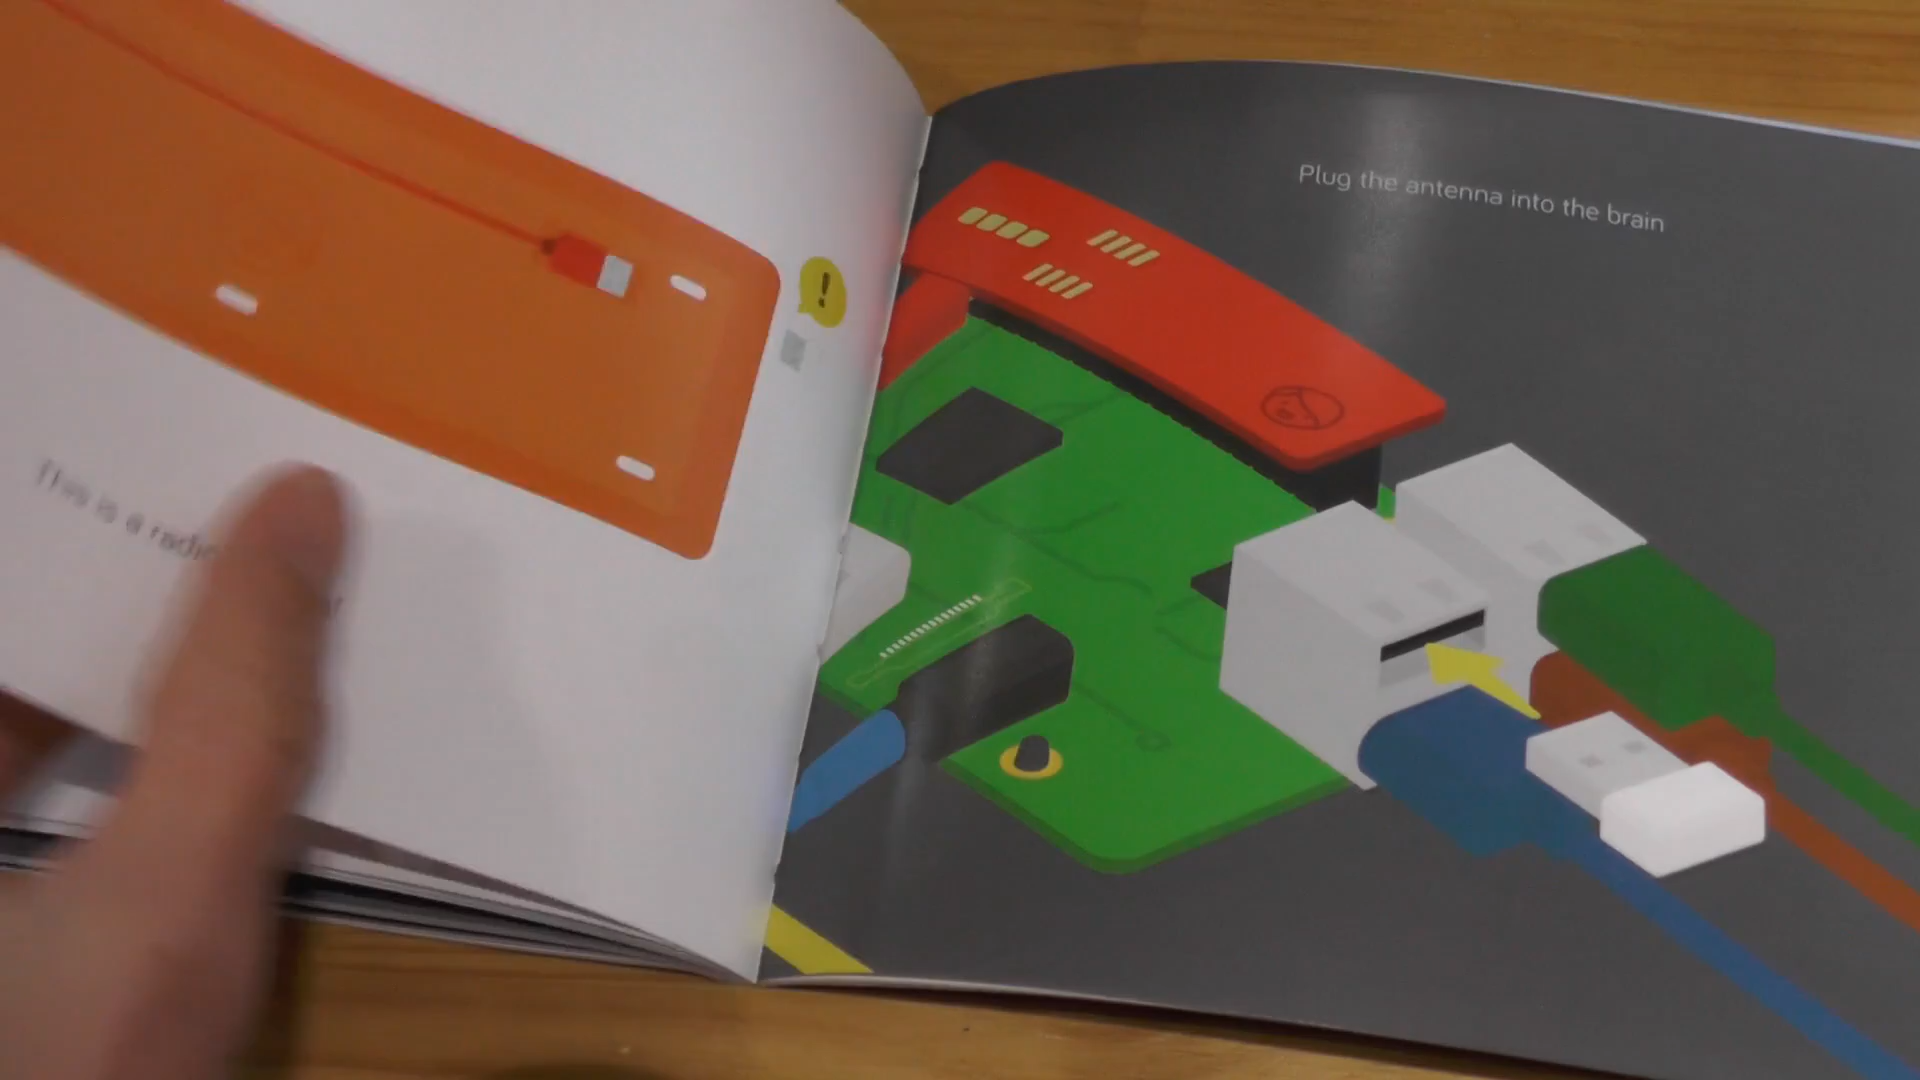 This is a radio
!
Plug the antenna into the brain